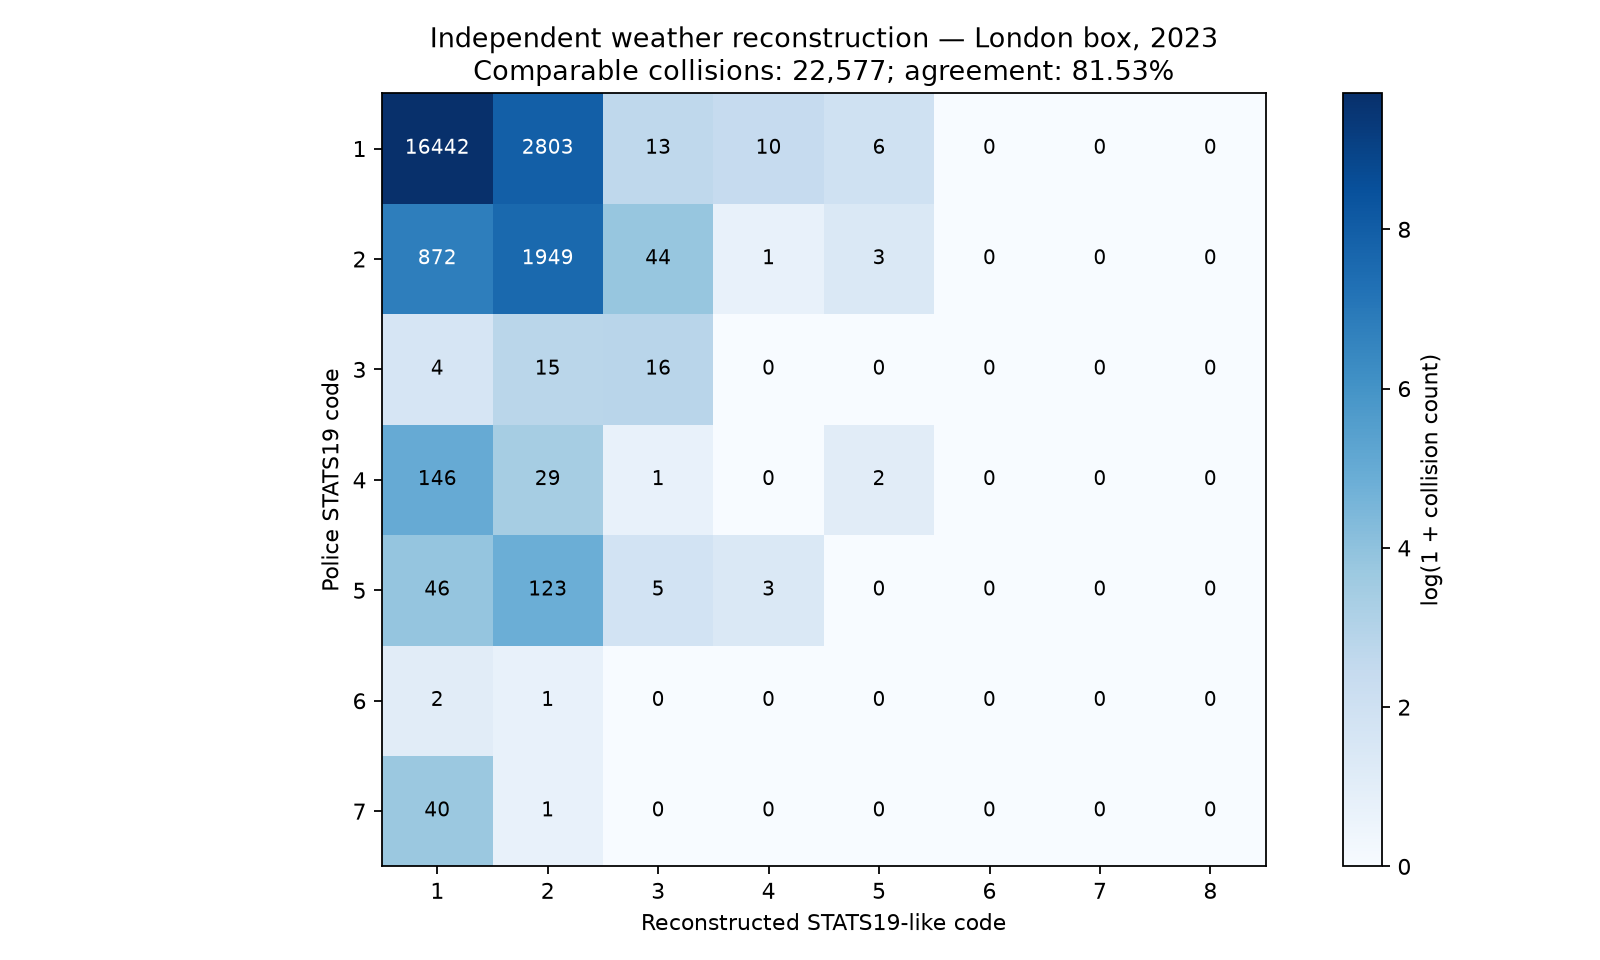 Independent weather reconstruction — London box, 2023
Comparable collisions: 22,577; agreement: 81.53%
Police STATS19 code
1 16442 2803 13 10 6 0 0 0
2 872 1949 44 1 3 0 0 0
3 4 15 16 0 0 0 0 0
4 146 29 1 0 2 0 0 0
5 46 123 5 3 0 0 0 0
6 2 1 0 0 0 0 0 0
7 40 1 0 0 0 0 0 0
1 2 3 4 5 6 7 8
Reconstructed STATS19-like code
8
6
4
2
0
log(1 + collision count)